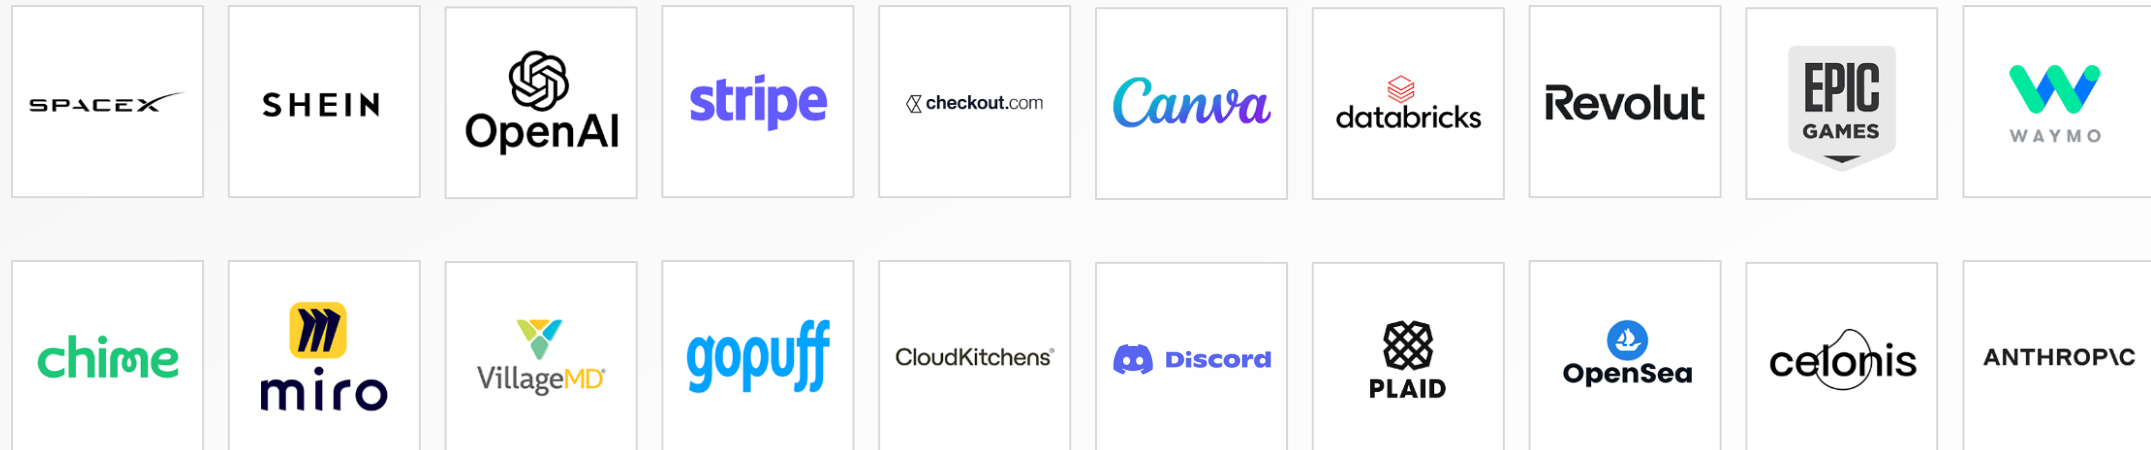 SPACEX
SHEIN
OpenAI
stripe
checkout.com
Canva
databricks
Revolut
EPIC
GAMES
WAYMO
chime
miro
VillageMD
gopuff
CloudKitchens®
Discord
PLAID
OpenSea
celonis
ANTHROP\C